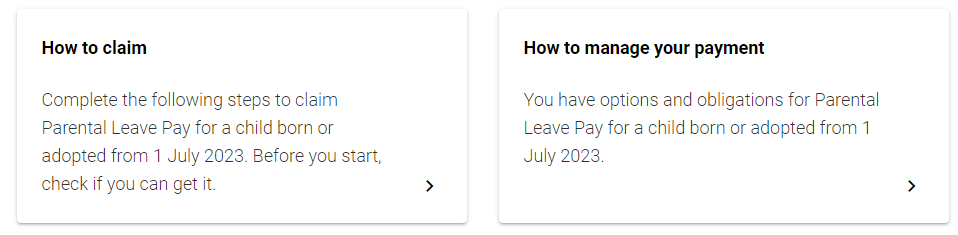 How to claim
Complete the following steps to claim
Parental Leave Pay for a child born or
adopted from 1 July 2023. Before you start,
check if you can get it.
How to manage your payment
You have options and obligations for Parental
Leave Pay for a child born or adopted from 1
July 2023.